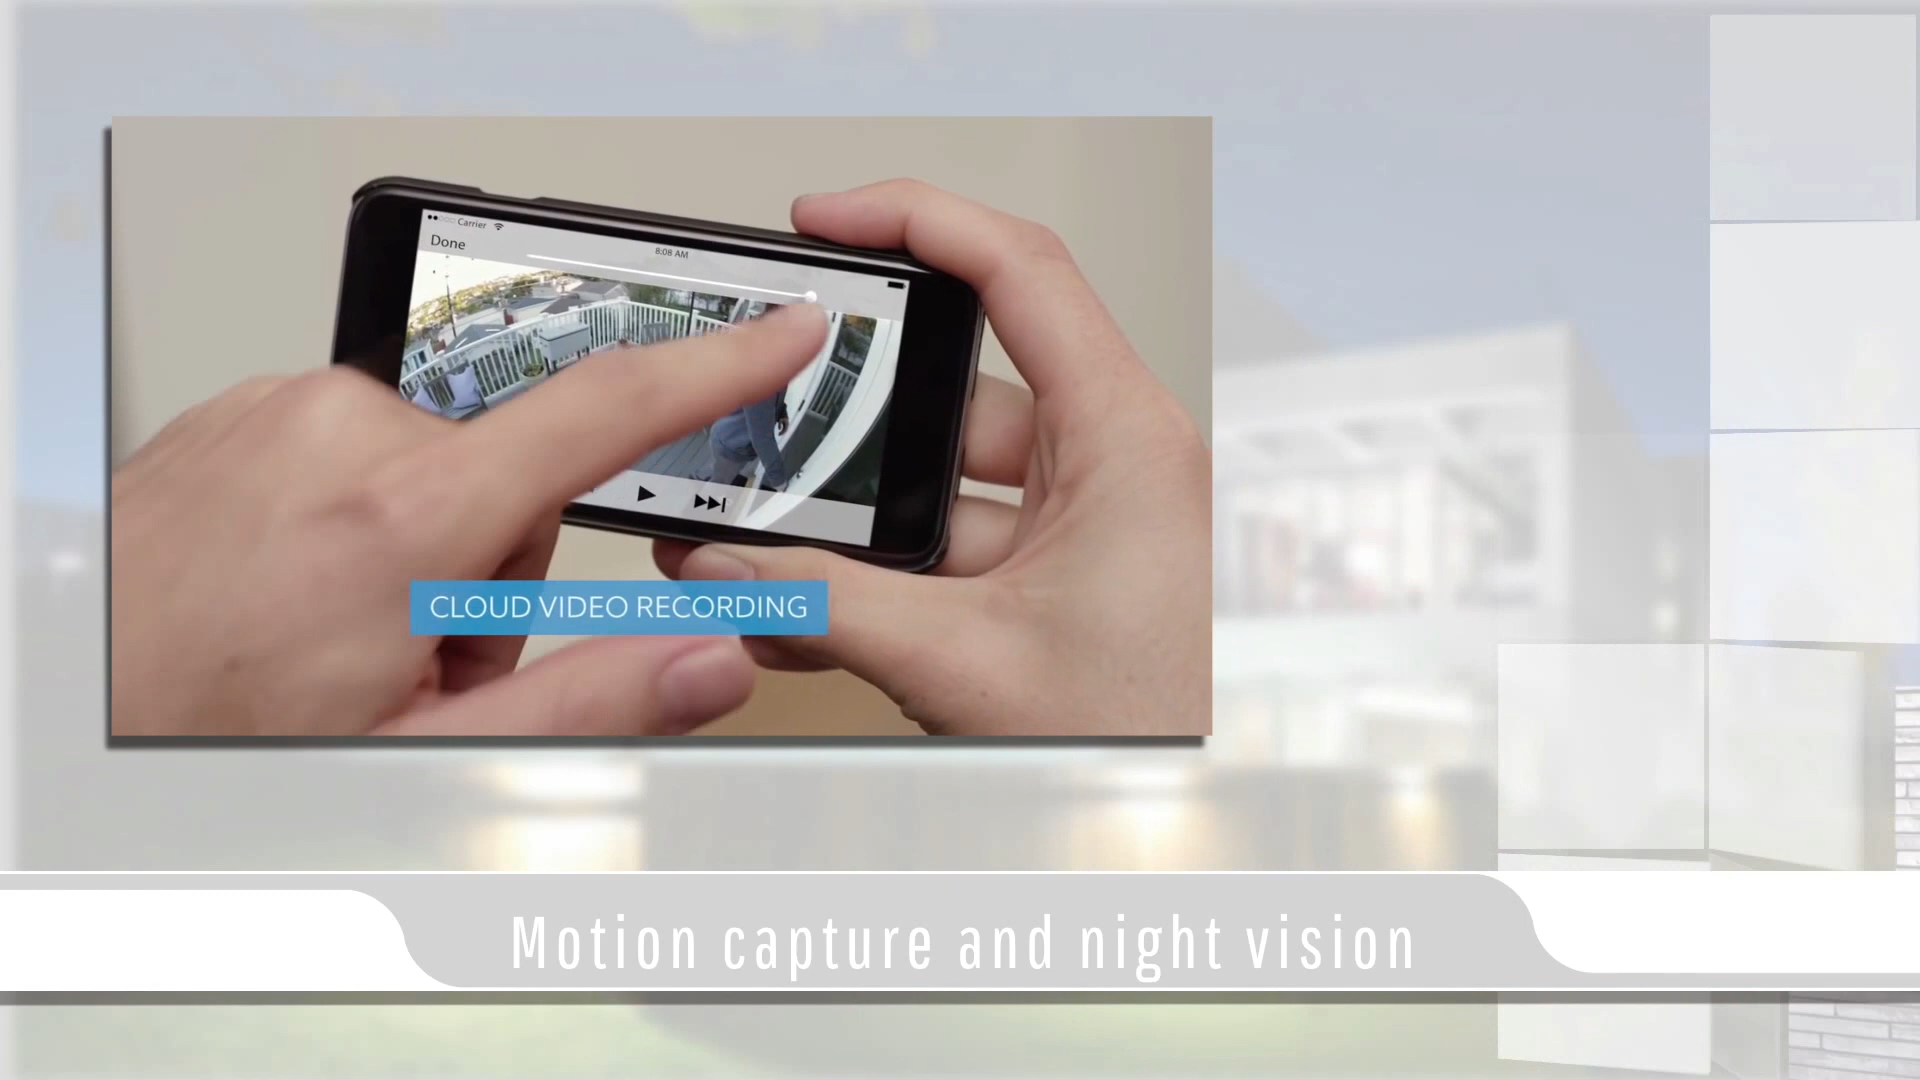 Carrier
8:08 AM
Done
CLOUD VIDEO RECORDING
Motion capture and night vision